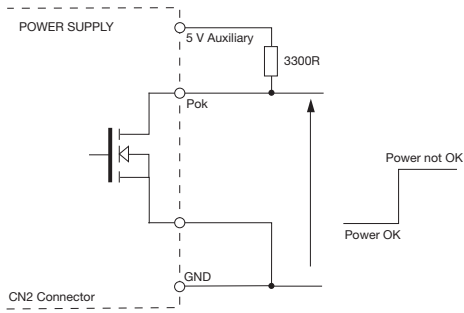 POWER SUPPLY
5 V Auxiliary
3300R
Pok
Power not OK
Power OK
GND
CN2 Connector